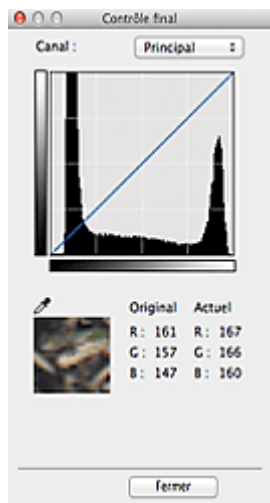 Contrôle final
Canal : Principal
Original Actuel
R : 161 R : 167
G : 157 G : 166
B : 147 B : 160
Fermer